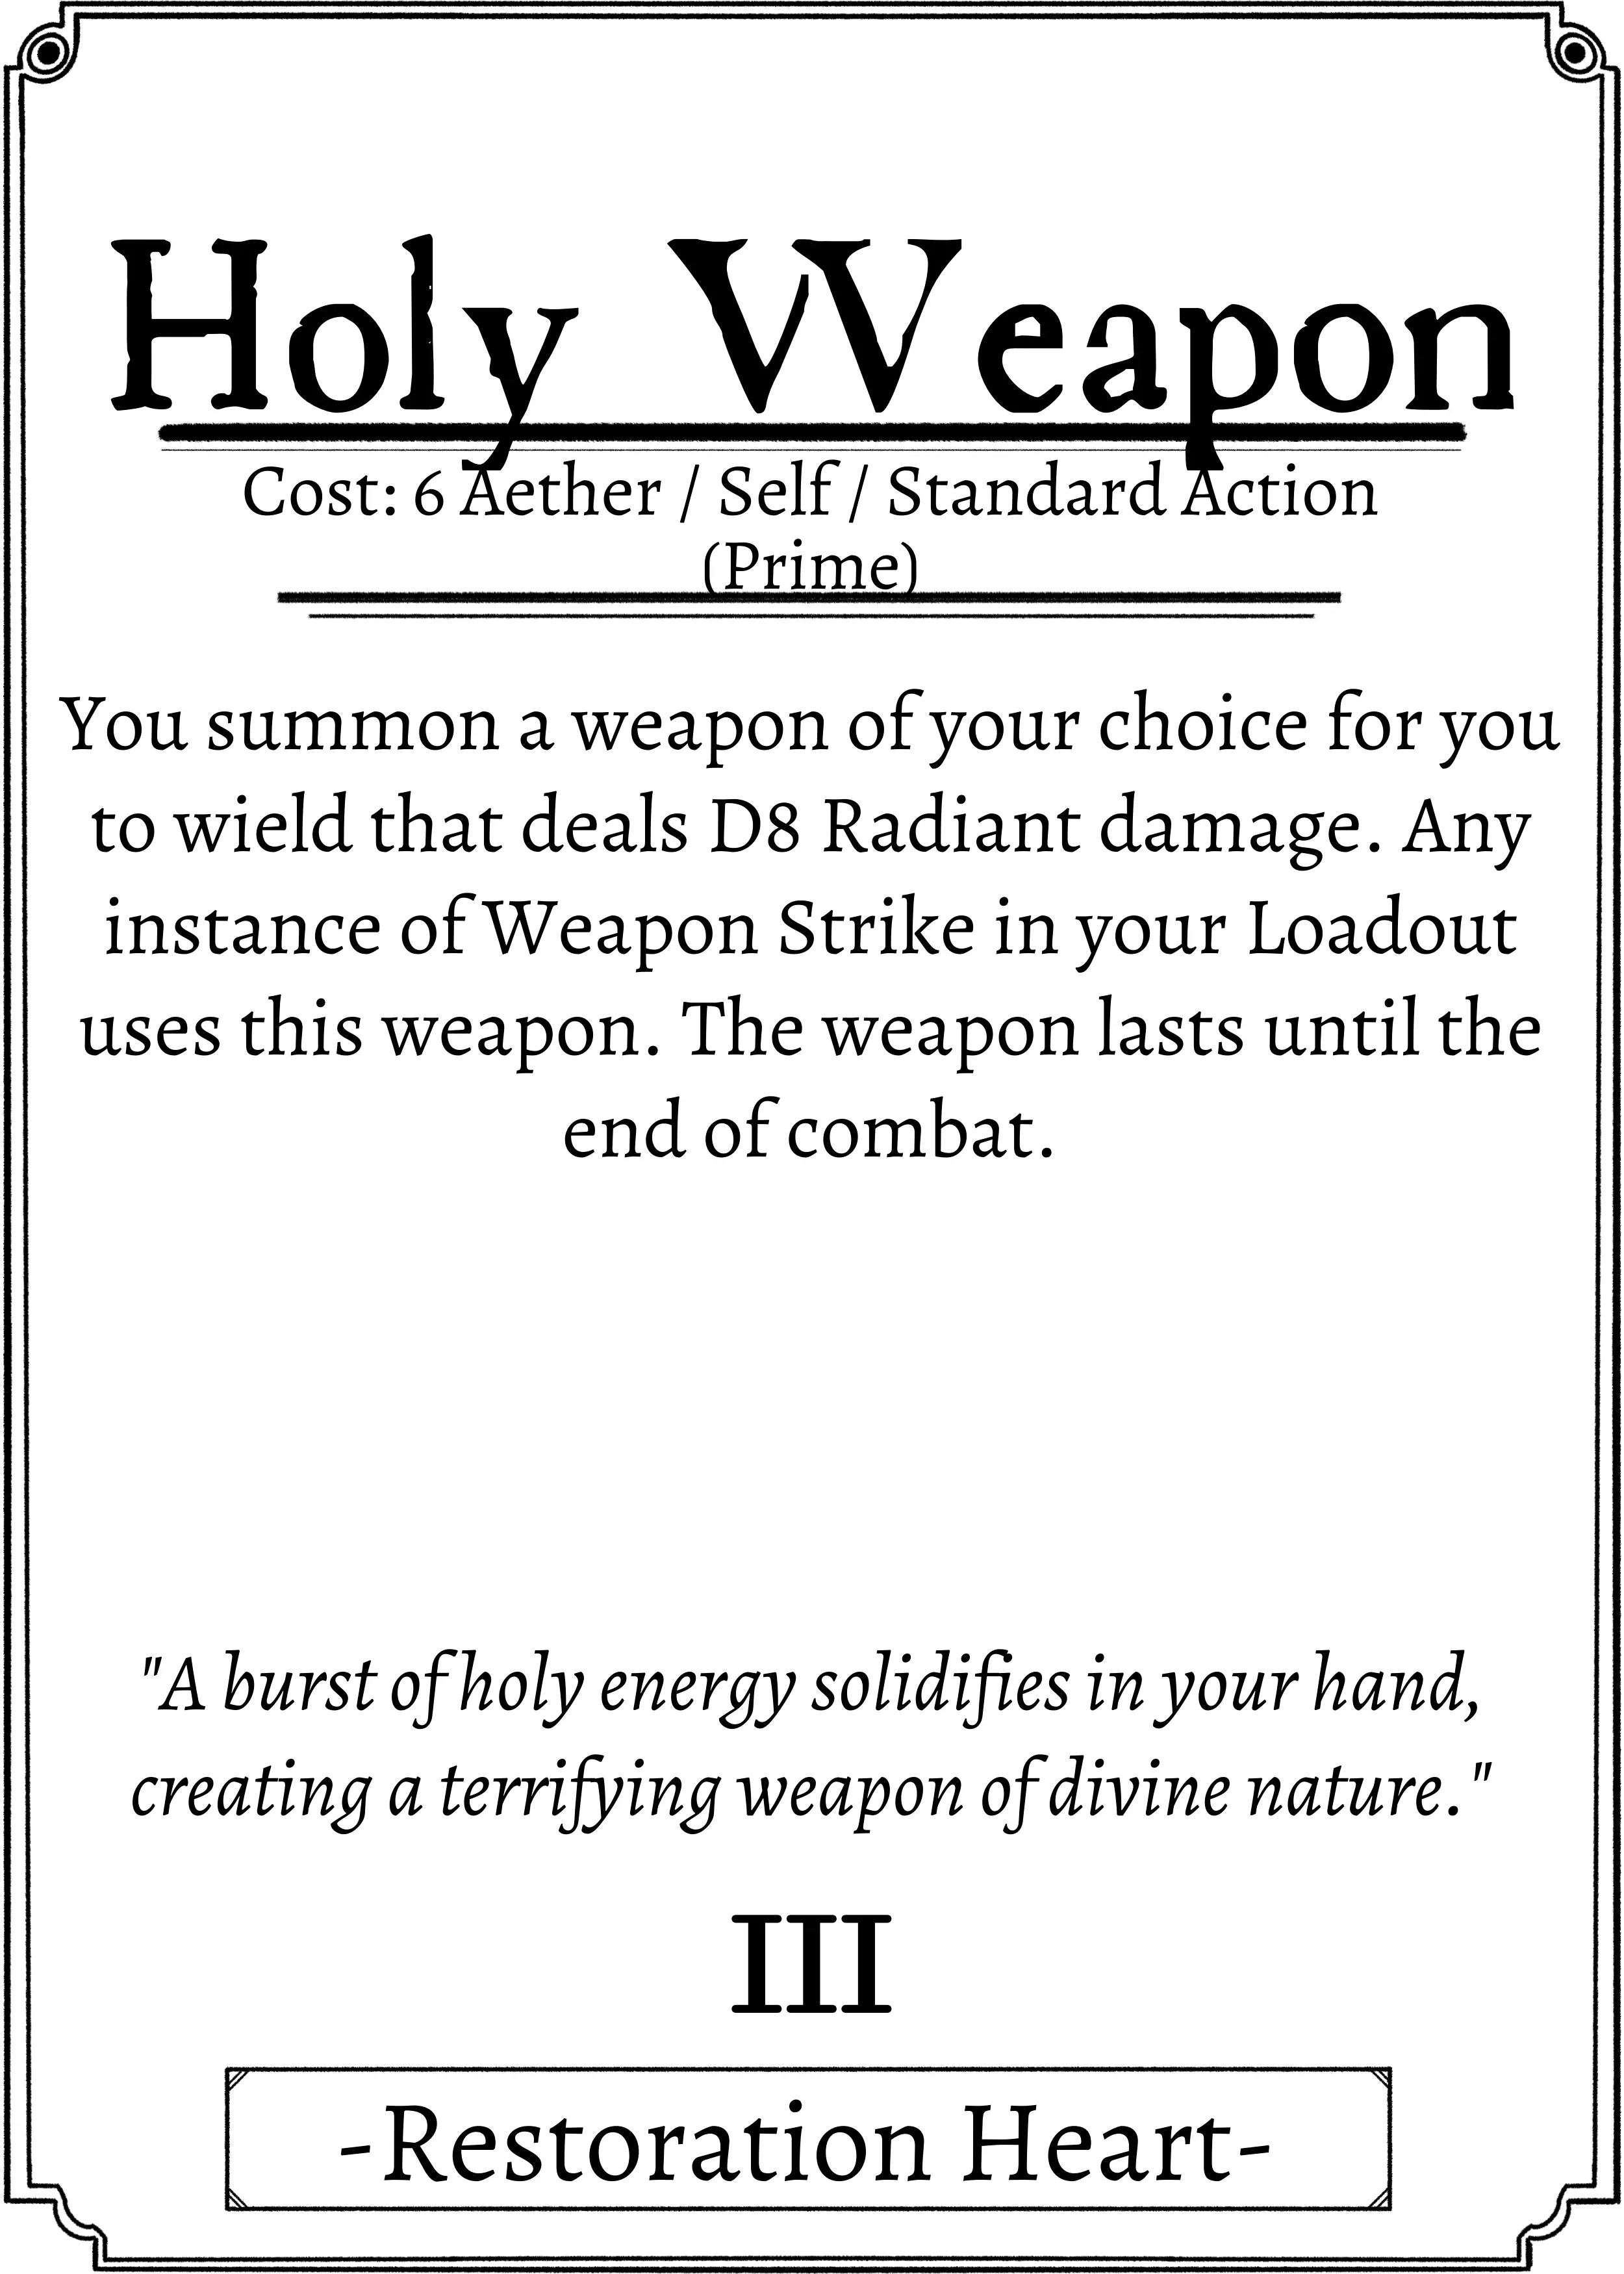 Holy Weapon
Cost: 6 Aether / Self / Standard Action
(Prime)
You summon a weapon of your choice for you
to wield that deals D8 Radiant damage. Any
instance of Weapon Strike in your Loadout
uses this weapon. The weapon lasts until the
end of combat.
"A burst of holy energy solidifies in your hand,
creating a terrifying weapon of divine nature."
III
-Restoration Heart-